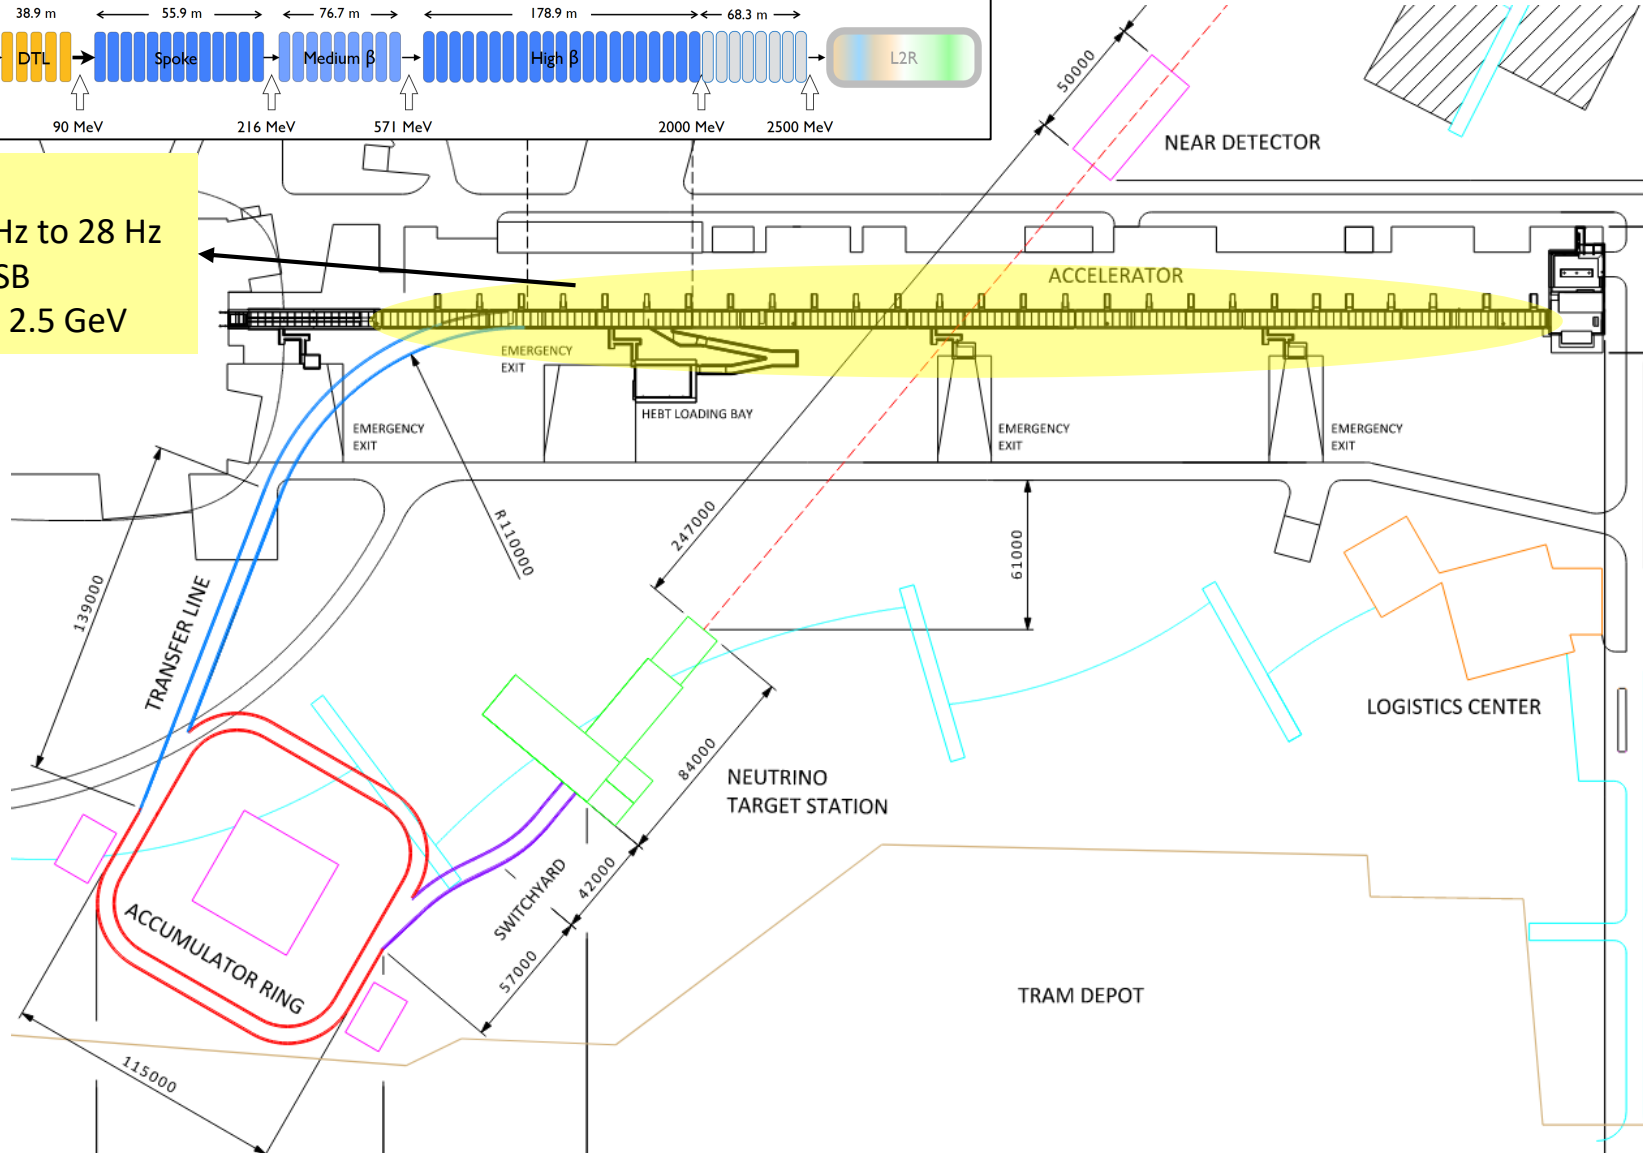 38.9 m
55.9 m
76.7 m
178.9 m
68.3 m
DTL
Spoke
Medium β
High β
L2R
90 MeV
216 MeV
571 MeV
2000 MeV
2500 MeV
50000
NEAR DETECTOR
Hz to 28 Hz
SB
2.5 GeV
ACCELERATOR
EMERGENCY
EXIT
HEBT LOADING BAY
EMERGENCY
EXIT
EMERGENCY
EXIT
EMERGENCY
EXIT
R110000
247000
61000
139000
TRANSFER LINE
LOGISTICS CENTER
84000
NEUTRINO
TARGET STATION
SWITCHYARD
42000
57000
ACCUMULATOR RING
TRAM DEPOT
115000